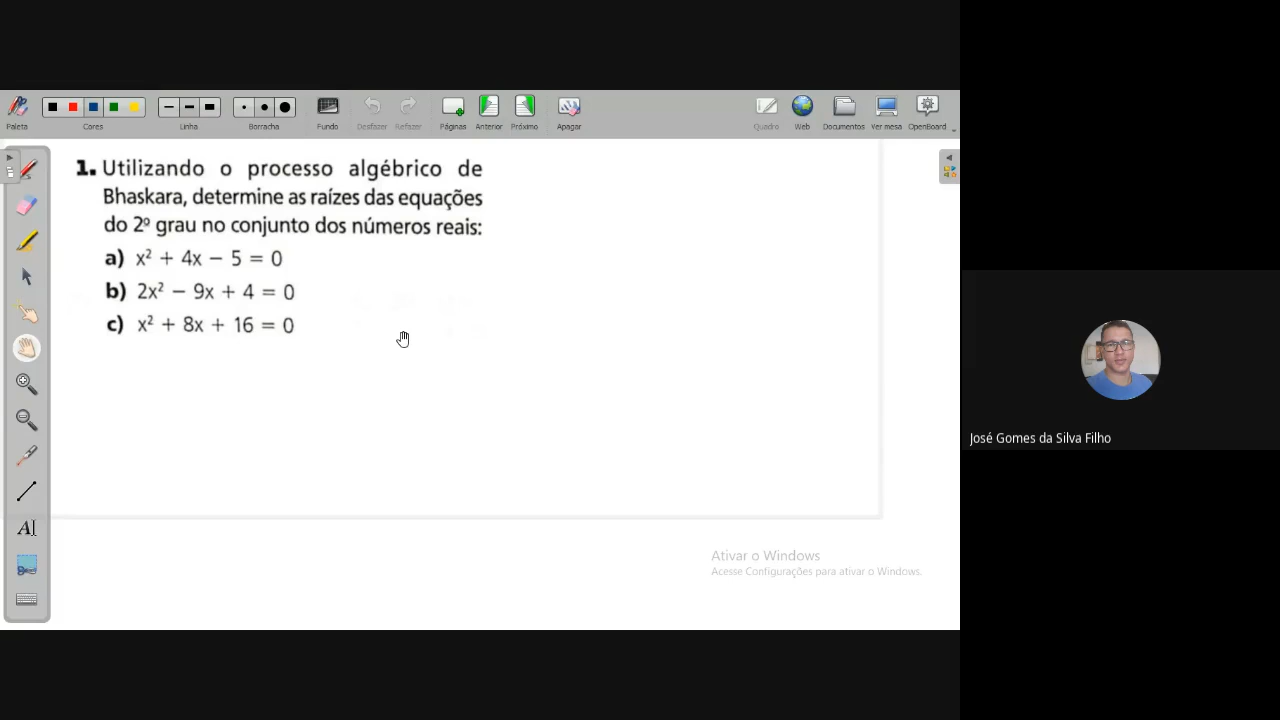 Paleta Cores Linha Borracha Fundo Desfazer Refazer Páginas Anterior Próximo Apagar Quadro Web Documentos Ver mesa OpenBoard
1. Utilizando o processo algébrico de
Bhaskara, determine as raízes das equações
do 2º grau no conjunto dos números reais:
a) x² + 4x − 5 = 0
b) 2x² − 9x + 4 = 0
c) x² + 8x + 16 = 0
José Gomes da Silva Filho
A
Ativar o Windows
Acesse Configurações para ativar o Windows.